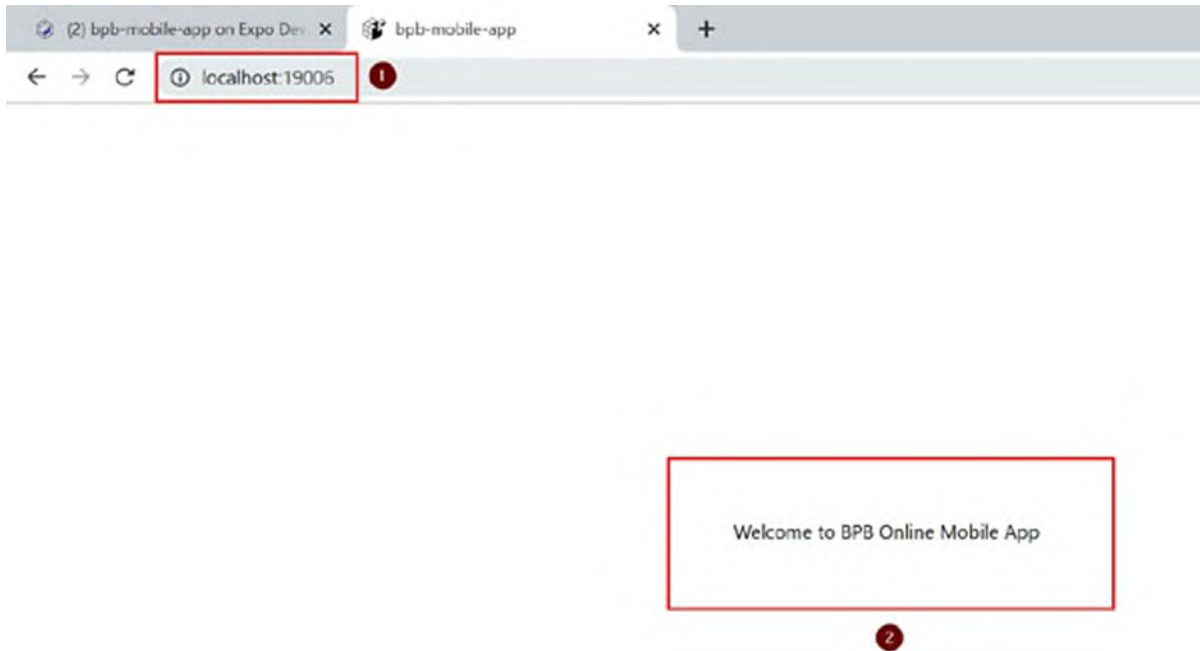 (2) bpb-mobile-app on Expo Dev
bpb-mobile-app
localhost:19006
1
Welcome to BPB Online Mobile App
2